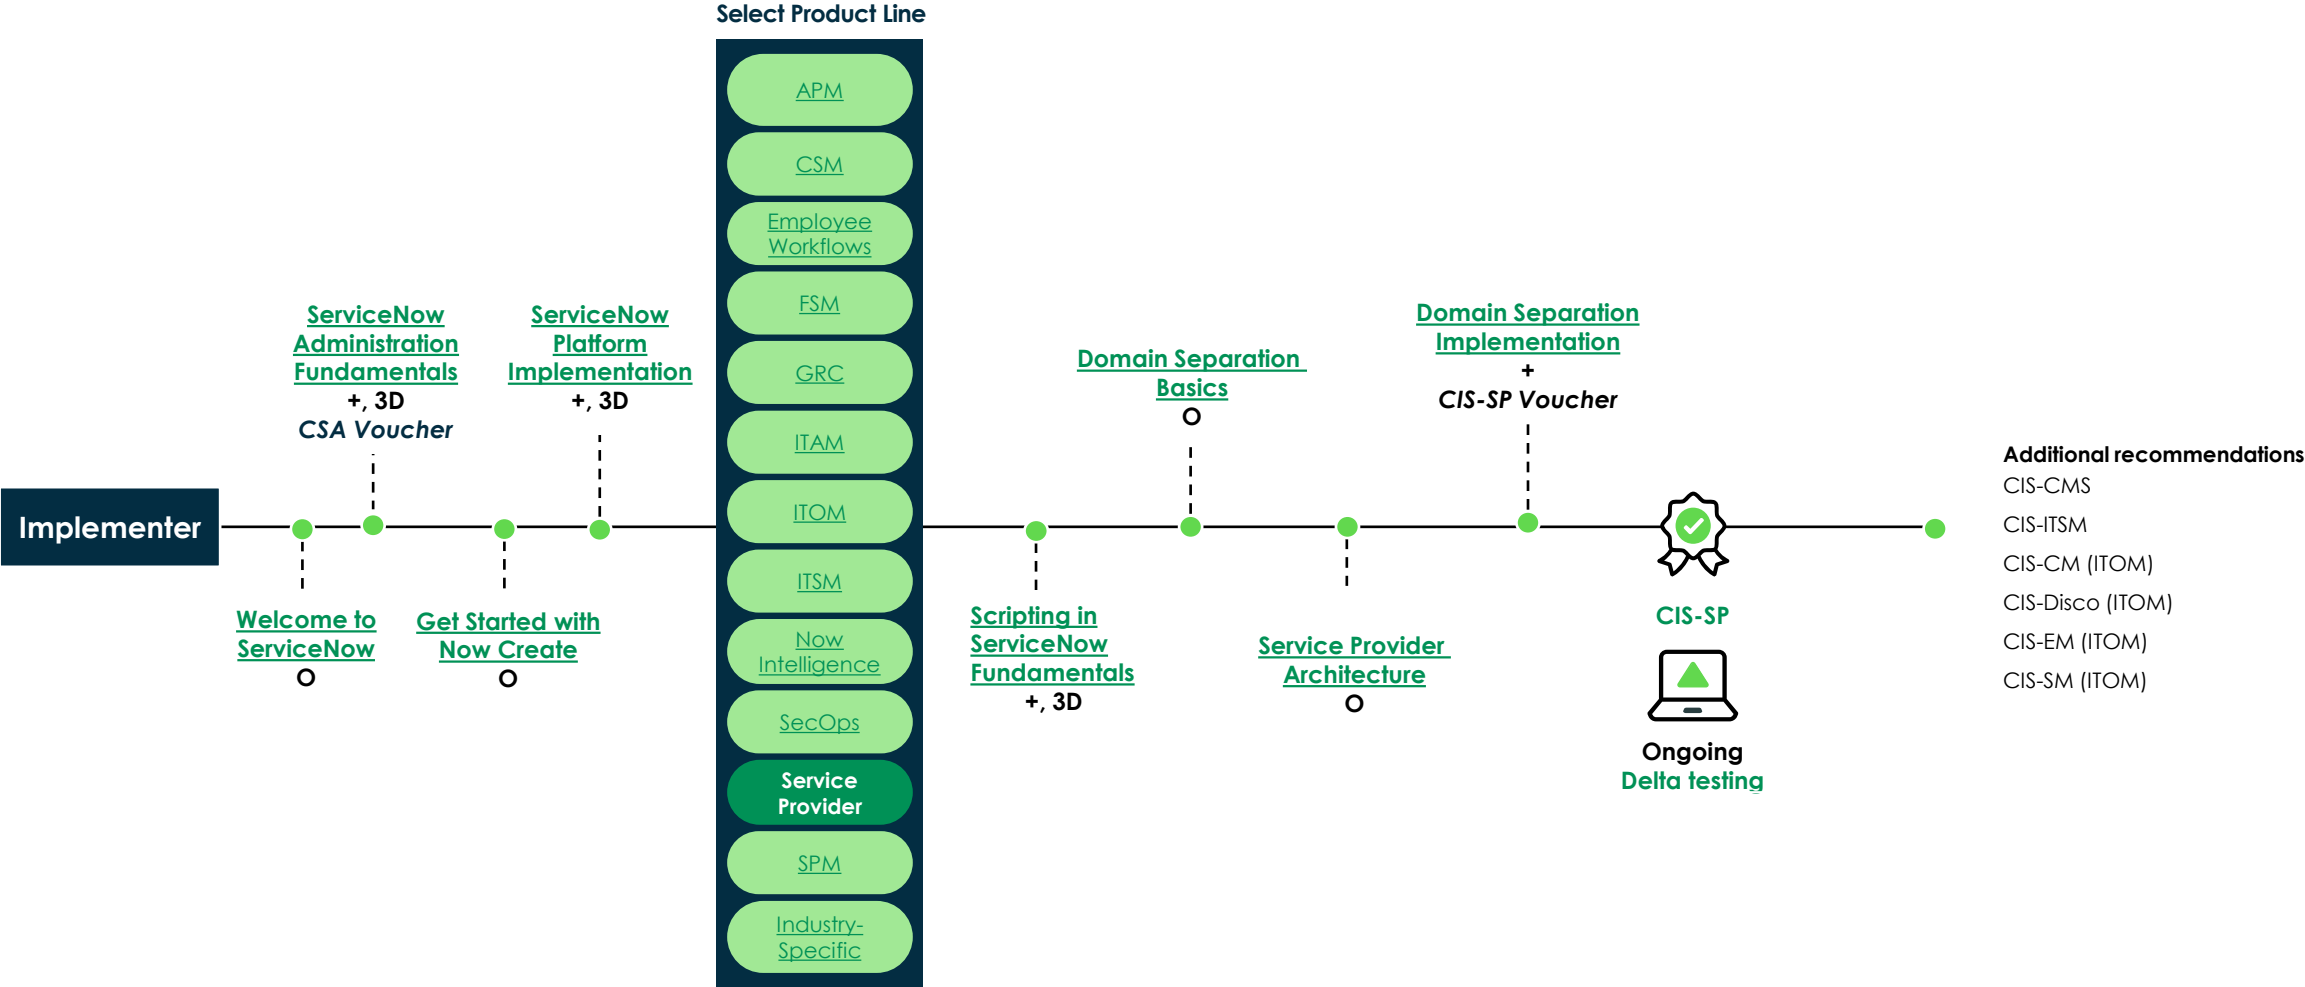 Select Product Line
APM
CSM
Employee
Workflows
FSM
GRC
ITAM
ITOM
ITSM
Now
Intelligence
SecOps
Service
Provider
SPM
Industry-
Specific
Implementer
Welcome to
ServiceNow
O
ServiceNow
Administration
Fundamentals
+, 3D
CSA Voucher
Get Started with
Now Create
O
ServiceNow
Platform
Implementation
+, 3D
Scripting in
ServiceNow
Fundamentals
+, 3D
Domain Separation
Basics
O
Service Provider
Architecture
O
Domain Separation
Implementation
+
CIS-SP Voucher
CIS-SP
Ongoing
Delta testing
Additional recommendations
CIS-CMS
CIS-ITSM
CIS-CM (ITOM)
CIS-Disco (ITOM)
CIS-EM (ITOM)
CIS-SM (ITOM)